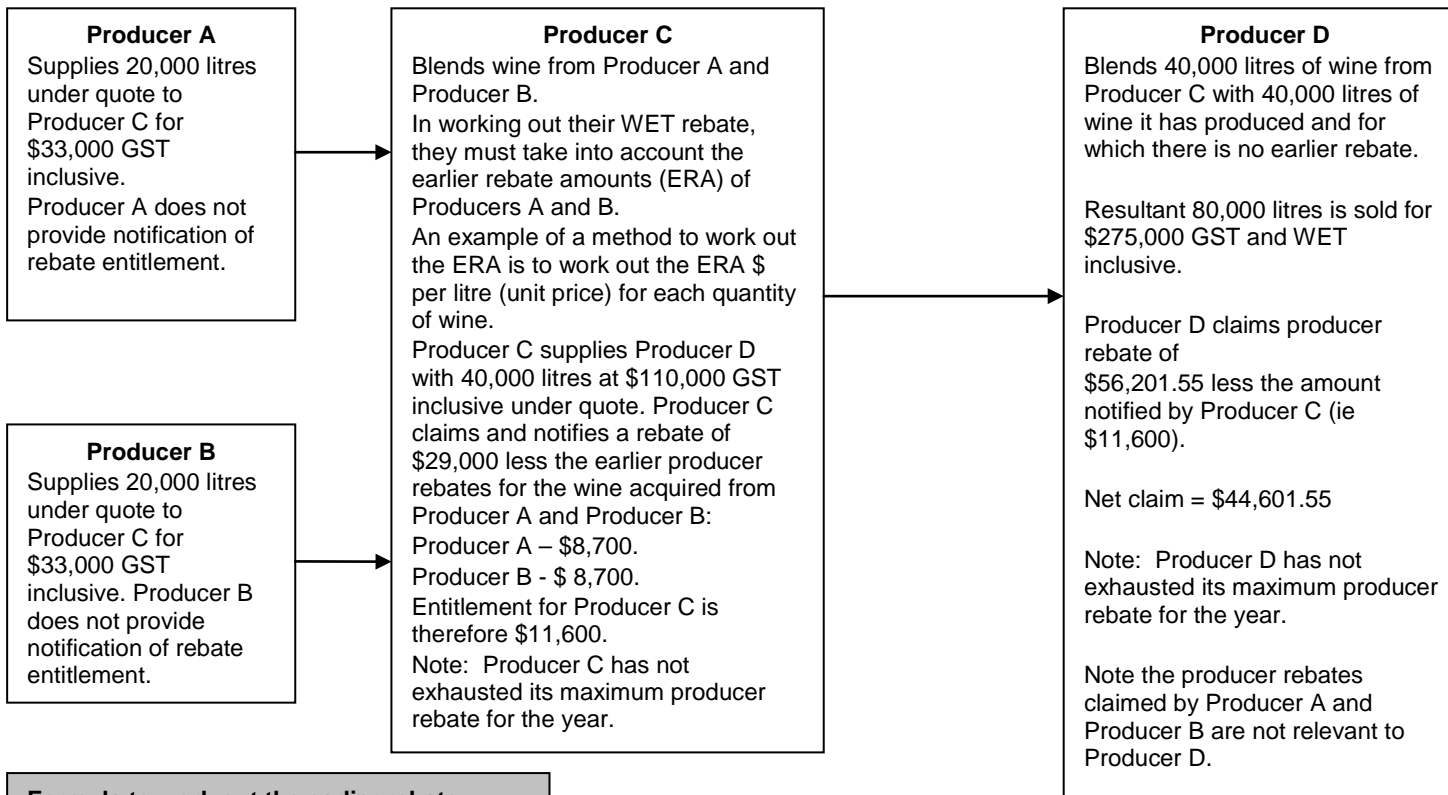 Producer A
Supplies 20,000 litres
under quote to
Producer C for
$33,000 GST
inclusive.
Producer A does not
provide notification of
rebate entitlement.
Producer B
Supplies 20,000 litres
under quote to
Producer C for
$33,000 GST
inclusive. Producer B
does not provide
notification of rebate
entitlement.
Producer C
Blends wine from Producer A and
Producer B.
In working out their WET rebate,
they must take into account the
earlier rebate amounts (ERA) of
Producers A and B.
An example of a method to work out
the ERA is to work out the ERA $
per litre (unit price) for each quantity
of wine.
Producer C supplies Producer D
with 40,000 litres at $110,000 GST
inclusive under quote. Producer C
claims and notifies a rebate of
$29,000 less the earlier producer
rebates for the wine acquired from
Producer A and Producer B:
Producer A – $8,700.
Producer B - $ 8,700.
Entitlement for Producer C is
therefore $11,600.
Note: Producer C has not
exhausted its maximum producer
rebate for the year.
Producer D
Blends 40,000 litres of wine from
Producer C with 40,000 litres of
wine it has produced and for
which there is no earlier rebate.
Resultant 80,000 litres is sold for
$275,000 GST and WET
inclusive.
Producer D claims producer
rebate of
$56,201.55 less the amount
notified by Producer C (ie
$11,600).
Net claim = $44,601.55
Note: Producer D has not
exhausted its maximum producer
rebate for the year.
Note the producer rebates
claimed by Producer A and
Producer B are not relevant to
Producer D.